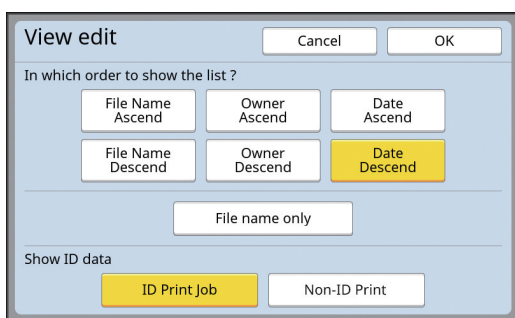 View edit
Cancel
OK
In which order to show the list ?
File Name
Ascend
Owner
Ascend
Date
Ascend
File Name
Descend
Owner
Descend
Date
Descend
File name only
Show ID data
ID Print Job
Non-ID Print